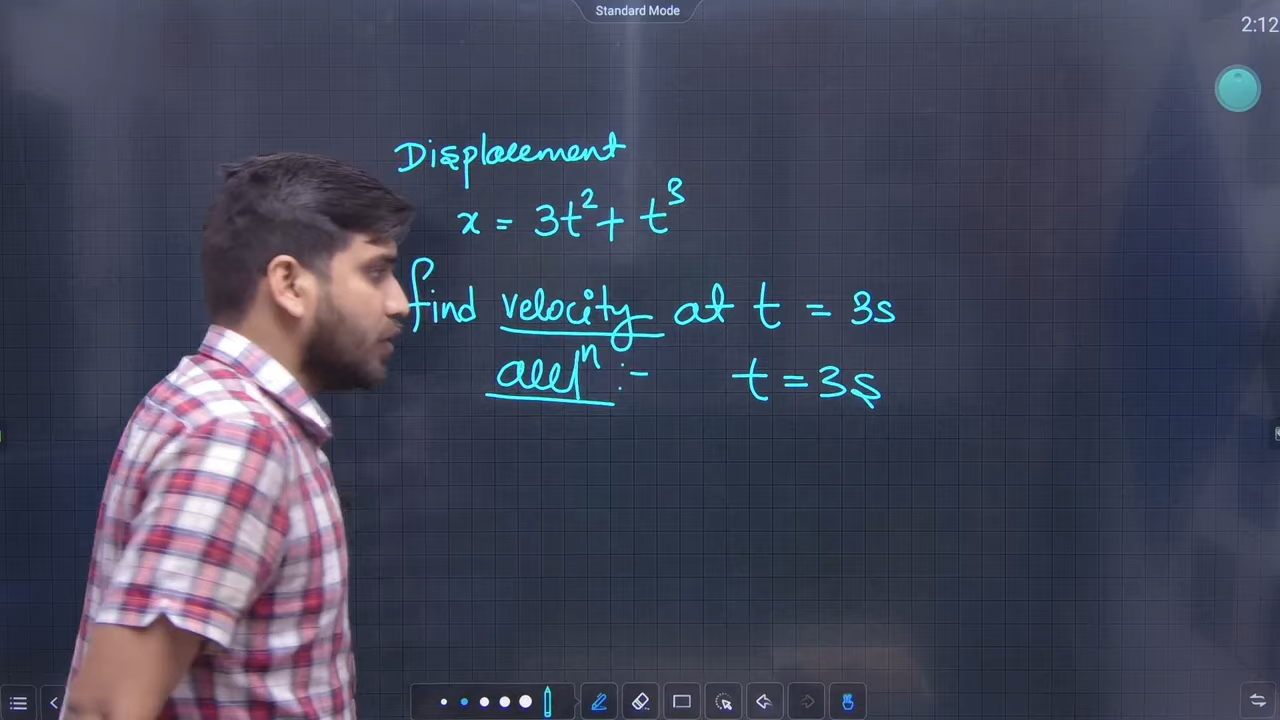 Standard Mode
2:12
Displacement
x = 3t² + t³
find velocity at t = 3s
accⁿ :- t = 3s